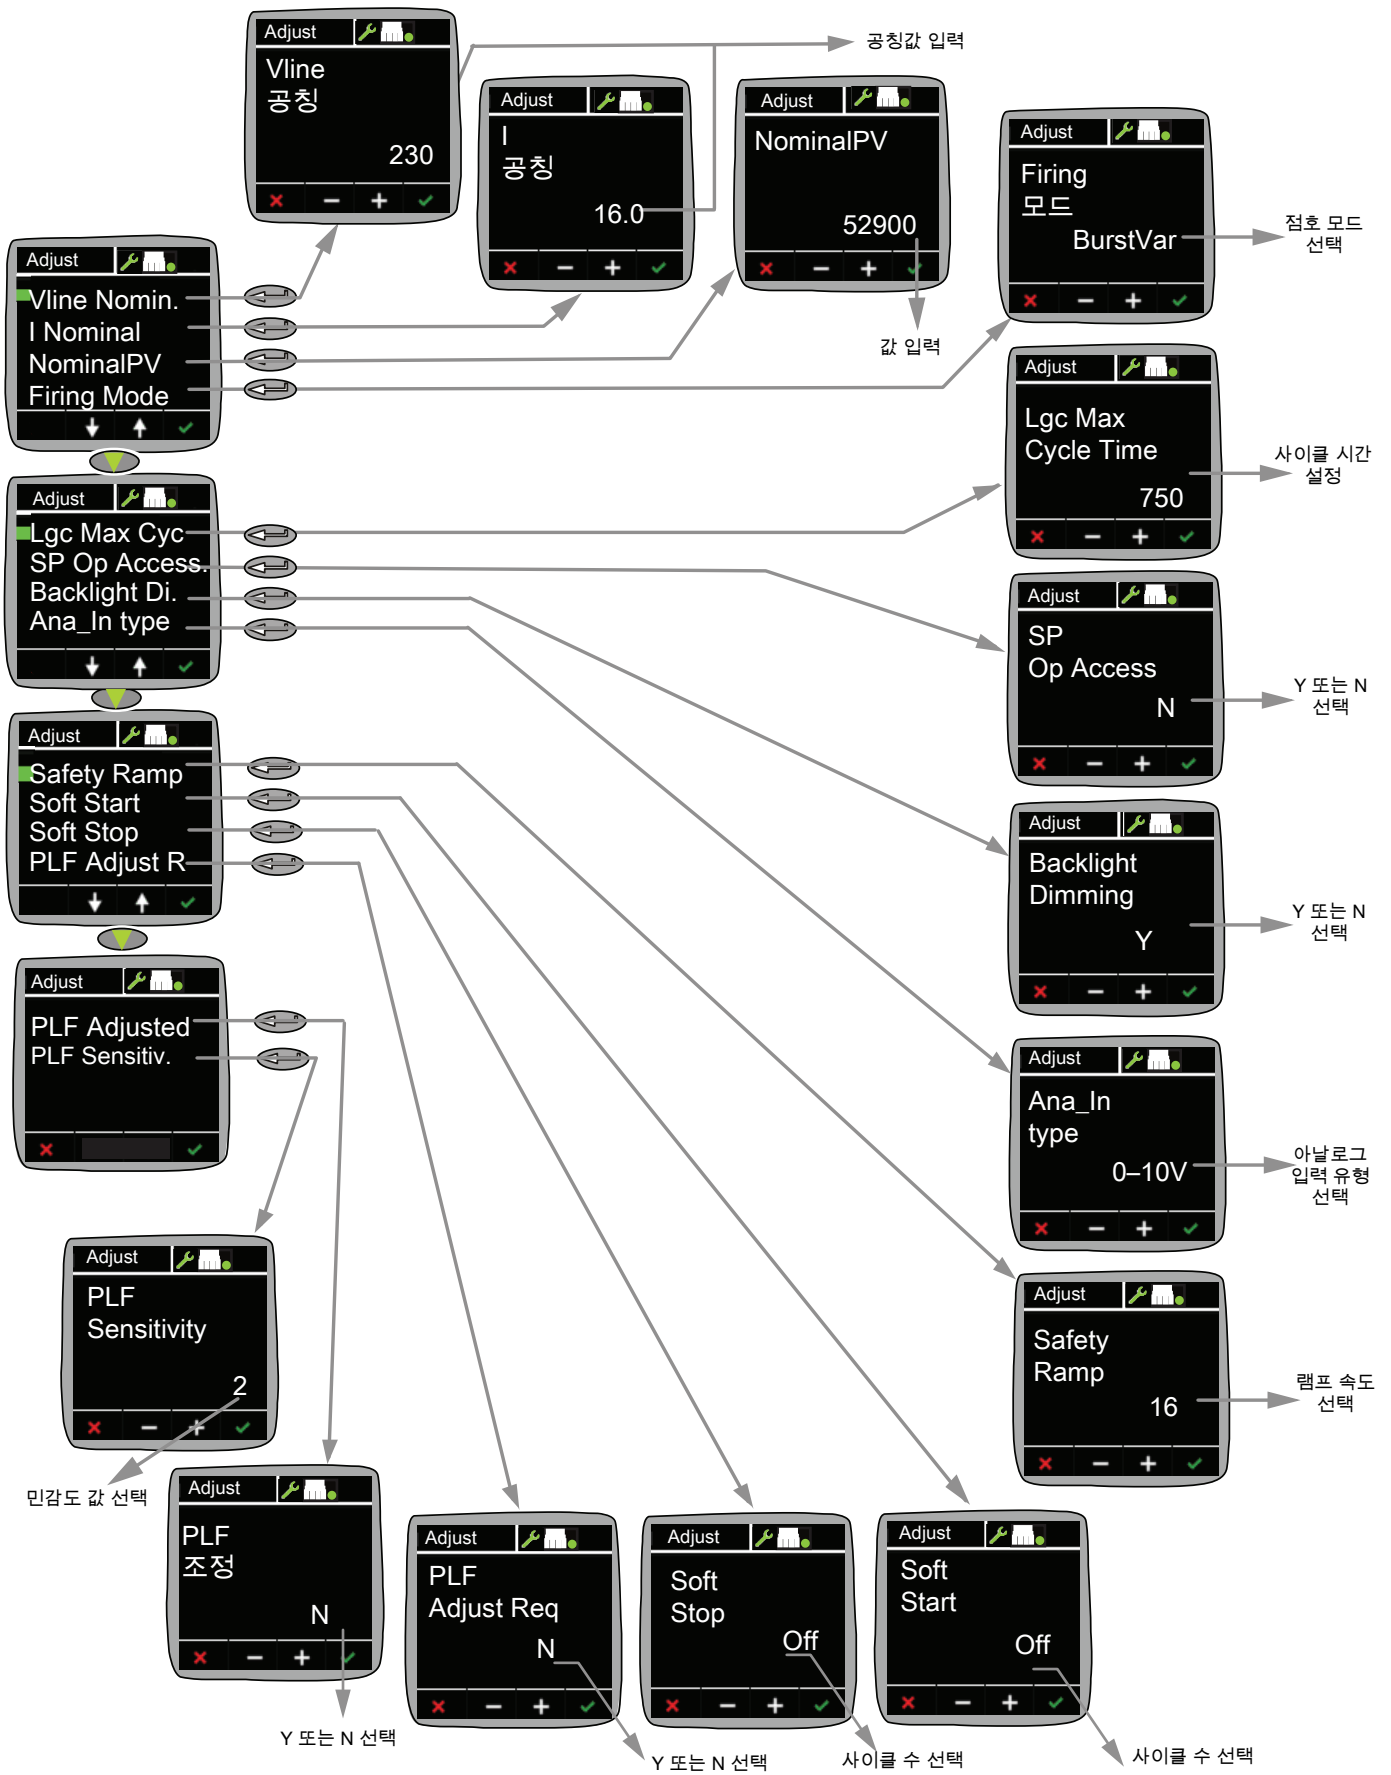 Adjust
Vline
공칭
230
공칭값 입력
Adjust
I
공칭
16.0
Adjust
NominalPV
52900
값 입력
Adjust
Firing
모드
BurstVar
점호 모드
선택
Adjust
Vline Nomin.
I Nominal
NominalPV
Firing Mode
Adjust
Lgc Max
Cycle Time
750
사이클 시간
설정
Adjust
Lgc Max Cyc
SP Op Access.
Backlight Di.
Ana_In type
Adjust
SP
Op Access
N
Y 또는 N
선택
Adjust
Safety Ramp
Soft Start
Soft Stop
PLF Adjust R
Adjust
Backlight
Dimming
Y
Y 또는 N
선택
Adjust
PLF Adjusted
PLF Sensitiv.
Adjust
Ana_In
type
0–10V
아날로그
입력 유형
선택
Adjust
PLF
Sensitivity
2
민감도 값 선택
Adjust
Safety
Ramp
16
램프 속도
선택
Adjust
PLF
조정
N
Y 또는 N 선택
Adjust
PLF
Adjust Req
N
Y 또는 N 선택
Adjust
Soft
Stop
Off
사이클 수 선택
Adjust
Soft
Start
Off
사이클 수 선택